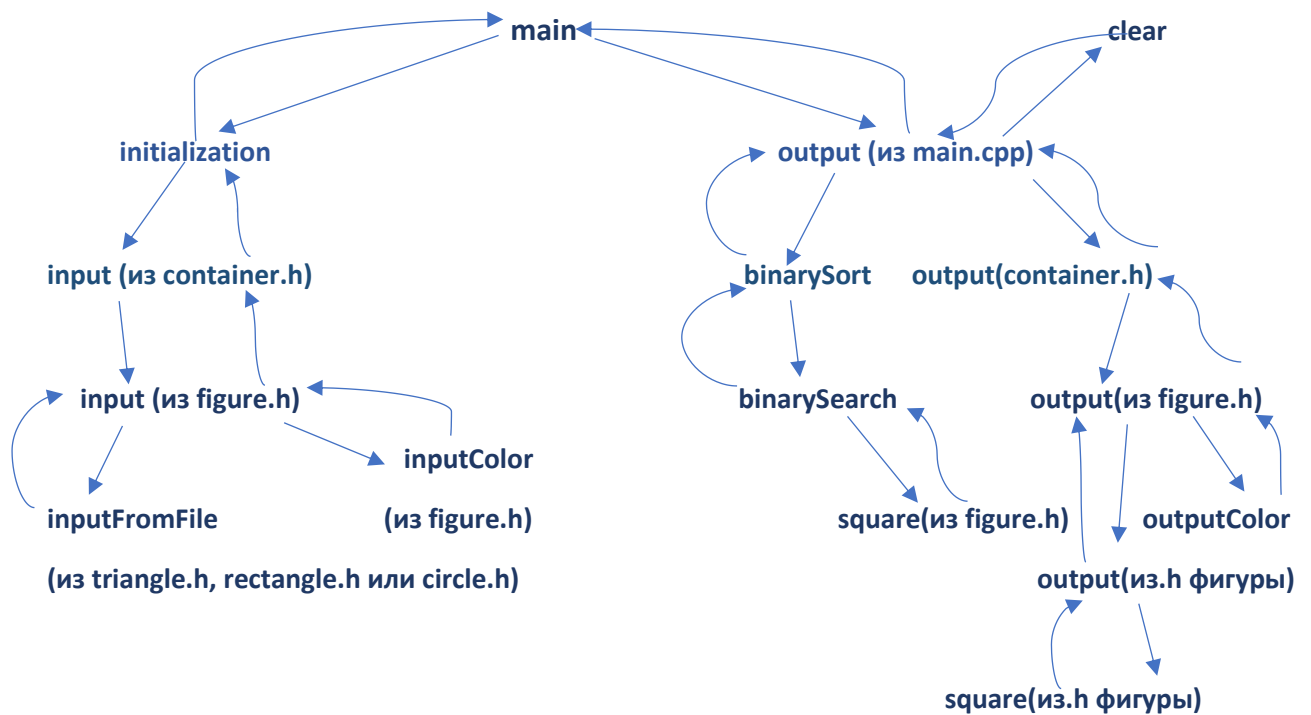 main
clear
initialization
output (из main.cpp)
input (из container.h)
binarySort
output(container.h)
input (из figure.h)
binarySearch
output(из figure.h)
inputColor
(из figure.h)
inputFromFile
(из triangle.h, rectangle.h или circle.h)
square(из figure.h)
outputColor
output(из.h фигуры)
square(из.h фигуры)